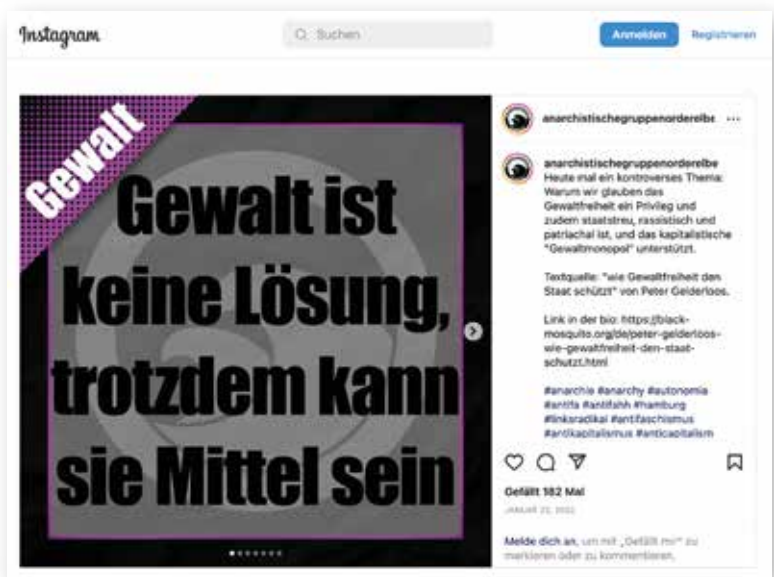 Instagram
Suchen
Anmelden
Registrieren
Gewalt
Gewalt ist
keine Lösung,
trotzdem kann
sie Mittel sein
anarchistischegruppenorderelbe
anarchistischegruppenorderelbe
Heute mal ein kontroverses Thema:
Warum wir glauben das
Gewaltfreiheit ein Privileg und
zudem staatstreu, rassistisch und
patriachal ist, und das kapitalistische
"Gewaltmonopol" unterstützt.
Textquelle: "wie Gewaltfreiheit den
Staat schützt" von Peter Gelderloos.
Link in der bio: https://black-
mosquito.org/de/peter-gelderloos-
wie-gewaltfreiheit-den-staat-
schutzt.html
#anarchie #anarchy #autonomia
#antifa #antifahh #hamburg
#linksradikal #antifaschismus
#antikapitalismus #anticapitalism
Gefällt 182 Mal
JANUAR
Melde dich an, um mit „Gefällt mir“ zu
markieren oder zu kommentieren.